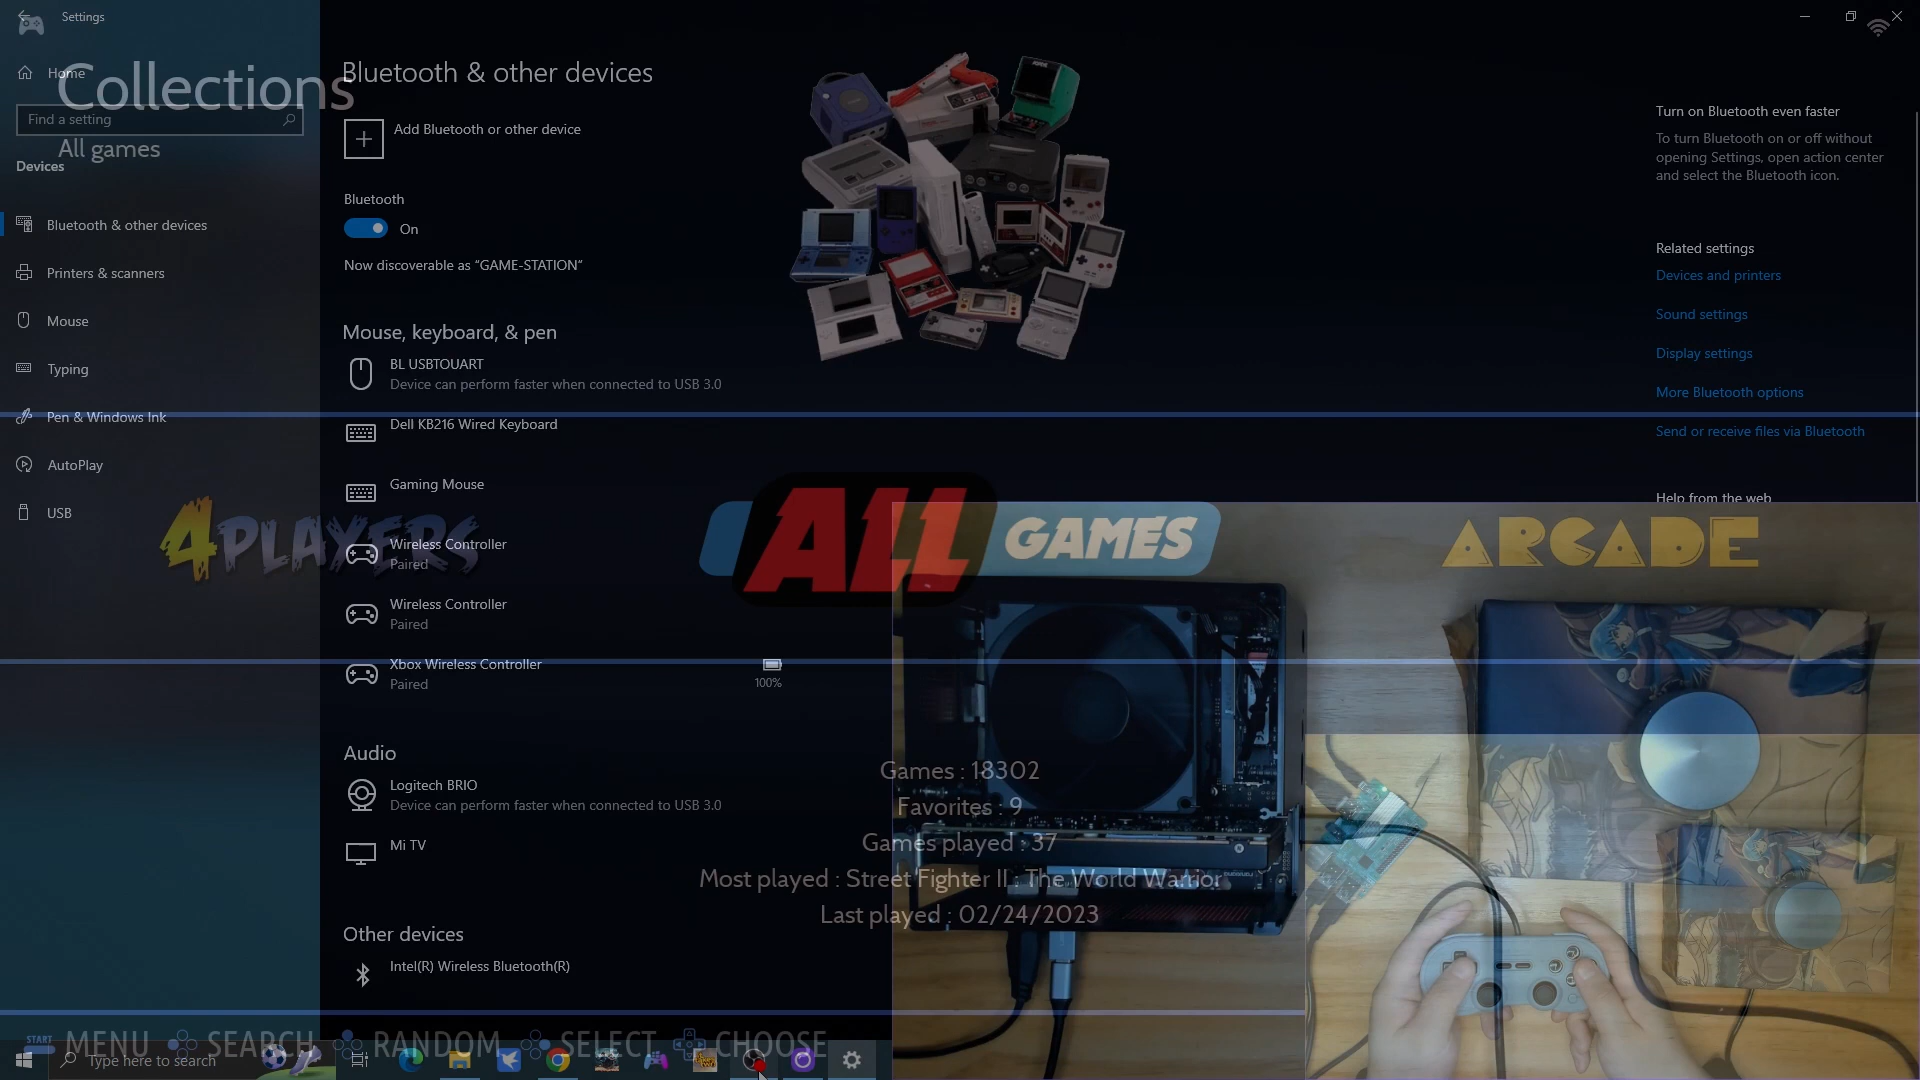 Settings
Home
Collections
Find a setting
All games
Devices
Bluetooth & other devices
Printers & scanners
Mouse
Typing
Pen & Windows Ink
AutoPlay
USB
Bluetooth & other devices
Add Bluetooth or other device
Bluetooth
On
Now discoverable as “GAME-STATION”
Mouse, keyboard, & pen
BL USBTOUART
Device can perform faster when connected to USB 3.0
Dell KB216 Wired Keyboard
Gaming Mouse
Wireless Controller
Paired
Wireless Controller
Paired
Xbox Wireless Controller
Paired
100%
Audio
Logitech BRIO
Device can perform faster when connected to USB 3.0
Mi TV
Other devices
Intel(R) Wireless Bluetooth(R)
Turn on Bluetooth even faster
To turn Bluetooth on or off without
opening Settings, open action center
and select the Bluetooth icon.
Related settings
Devices and printers
Sound settings
Display settings
More Bluetooth options
Send or receive files via Bluetooth
Help from the web
4PLAYERS
ALL GAMES
ARCADE
Games : 18302
Favorites : 9
Games played : 37
Most played : Street Fighter II : The World Warrior
Last played : 02/24/2023
START MENU SEARCH RANDOM SELECT CHOOSE
Type here to search